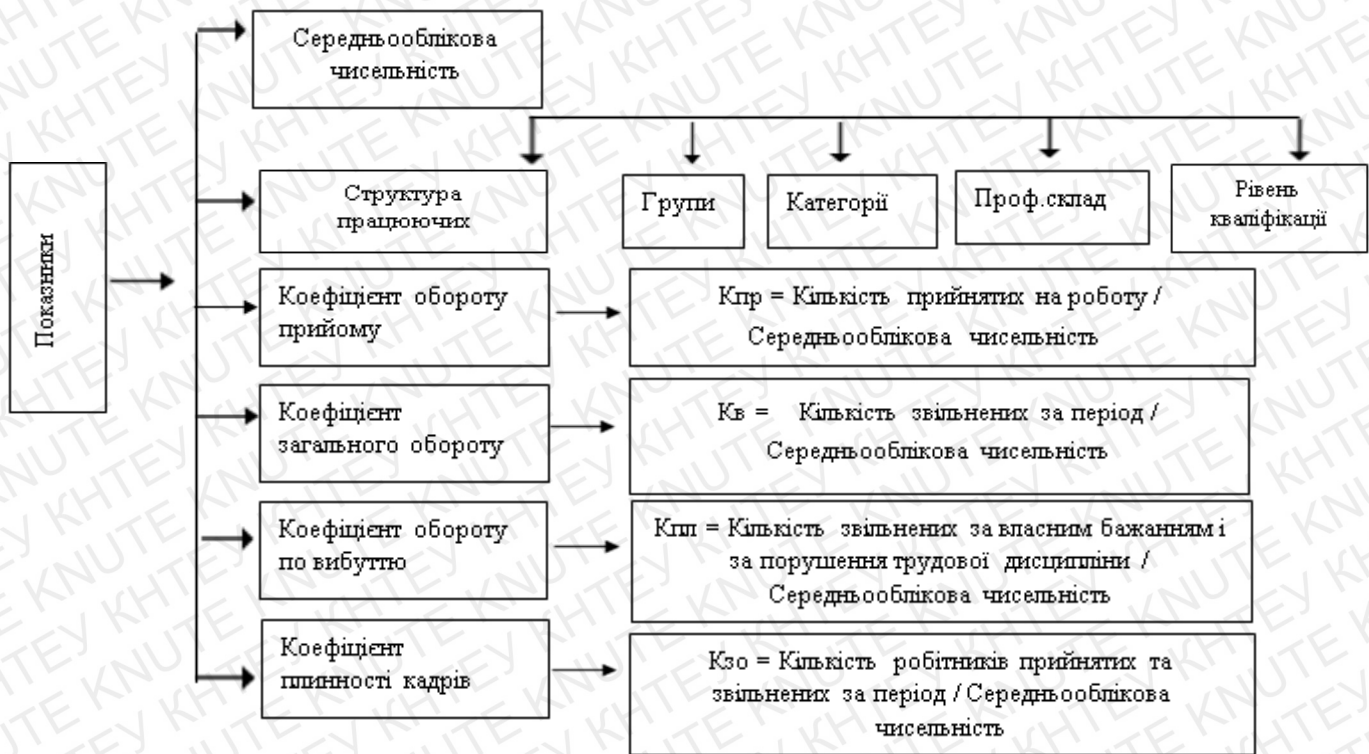 Середньооблікова
чисельність
Показники
Структура
працюючих
Групи
Категорії
Проф.склад
Рівень
кваліфікації
Коефіцієнт обороту
прийому
Кпр = Кількість прийнятих на роботу /
Середньооблікова чисельність
Коефіцієнт
загального обороту
Кв = Кількість звільнених за період /
Середньооблікова чисельність
Коефіцієнт обороту
по вибуттю
Кпл = Кількість звільнених за власним бажанням і
за порушення трудової дисципліни /
Середньооблікова чисельність
Коефіцієнт
плинності кадрів
Кзо = Кількість робітників прийнятих та
звільнених за період / Середньооблікова
чисельність
KNUTE КНТЕУ